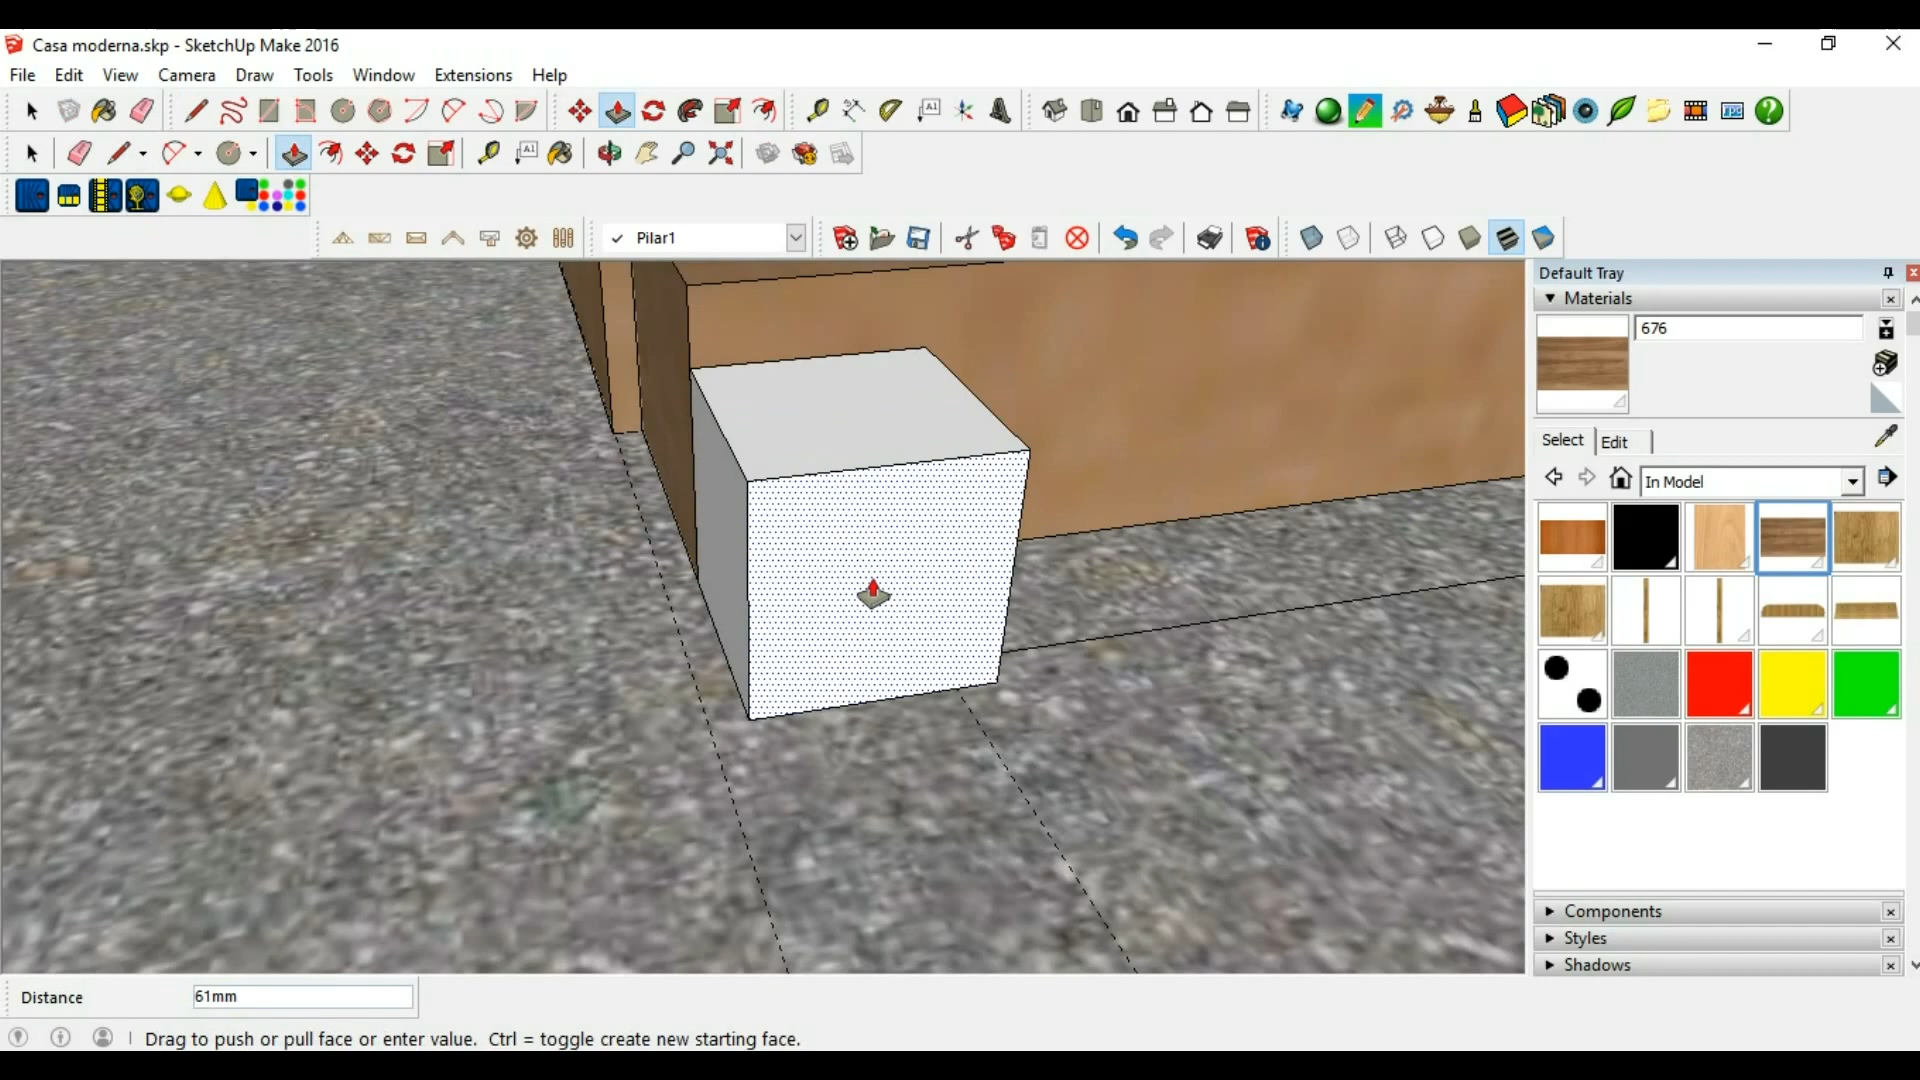 Casa moderna.skp - SketchUp Make 2016
File Edit View Camera Draw Tools Window Extensions Help
A1
A1
✓ Pilar1
Default Tray
Materials
676
Select Edit
In Model
Components
Styles
Shadows
Distance 61mm
Drag to push or pull face or enter value. Ctrl = toggle create new starting face.